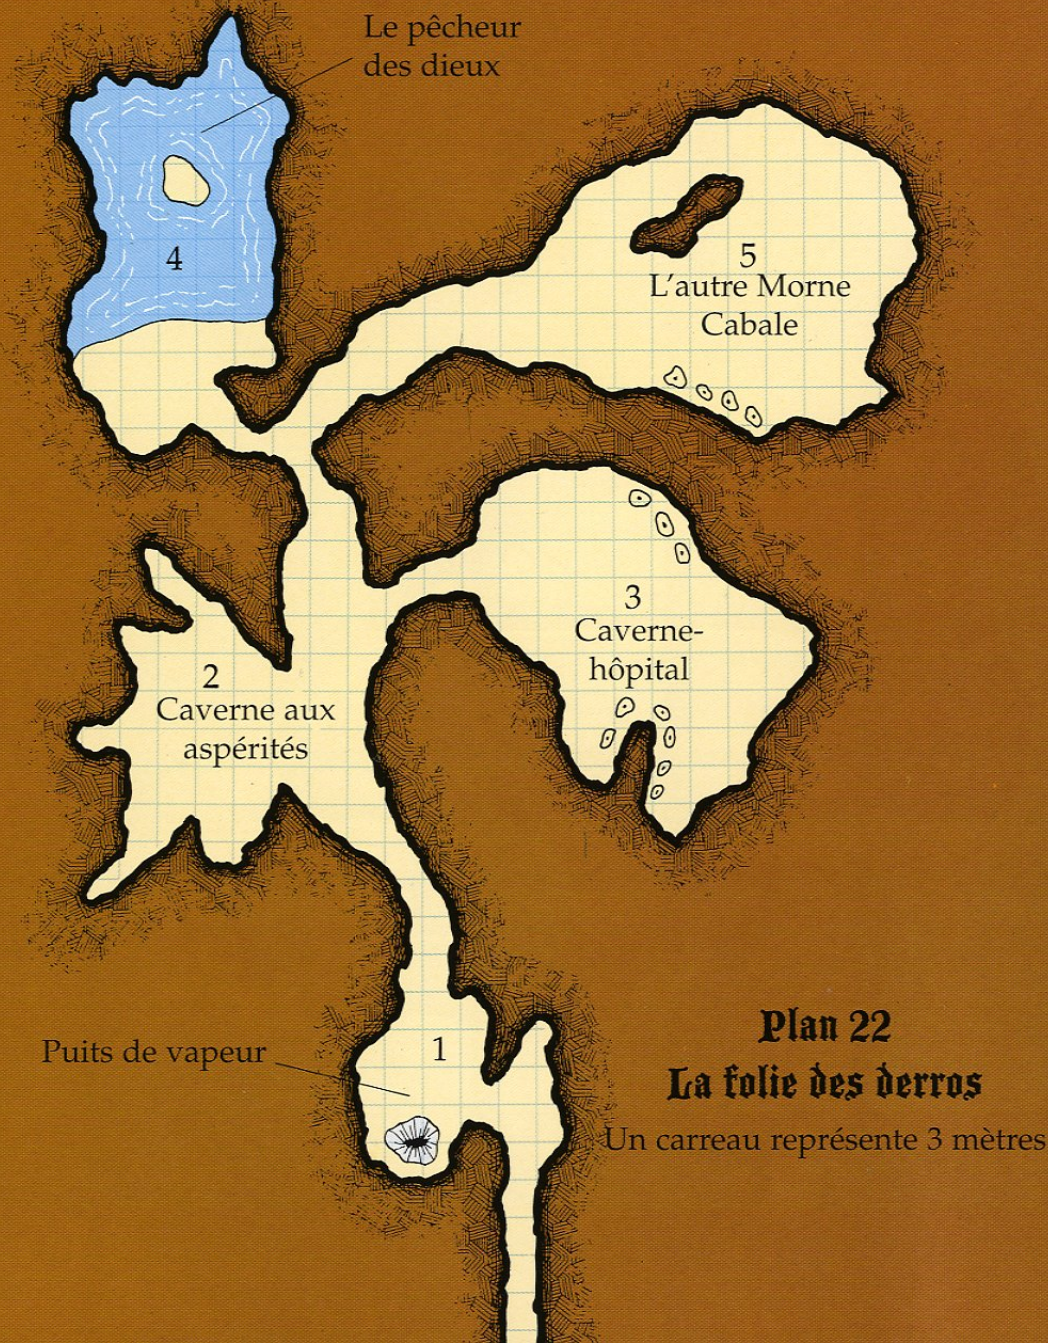 Le pêcheur
des dieux
4
5
L'autre Morne
Cabale
3
Caverne-
hôpital
2
Caverne aux
aspérités
Puits de vapeur
1
Plan 22
La folie des derros
Un carreau représente 3 mètres